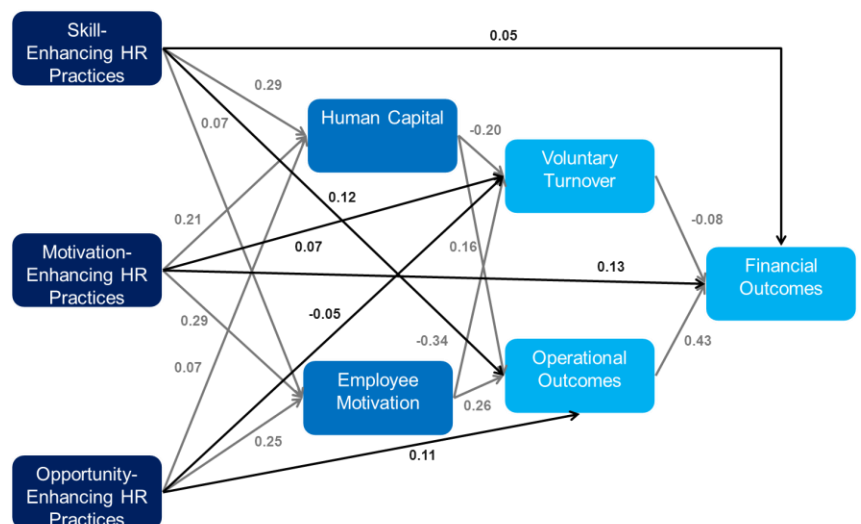 Skill-
Enhancing HR
Practices
0.05
0.29
0.07
Human Capital
-0.20
Voluntary
Turnover
0.12
0.21
0.07
0.16
-0.08
Motivation-
Enhancing HR
Practices
0.13
Financial
Outcomes
0.29
-0.05
-0.34
0.43
0.07
Employee
Motivation
Operational
Outcomes
0.26
0.25
0.11
Opportunity-
Enhancing HR
Practices